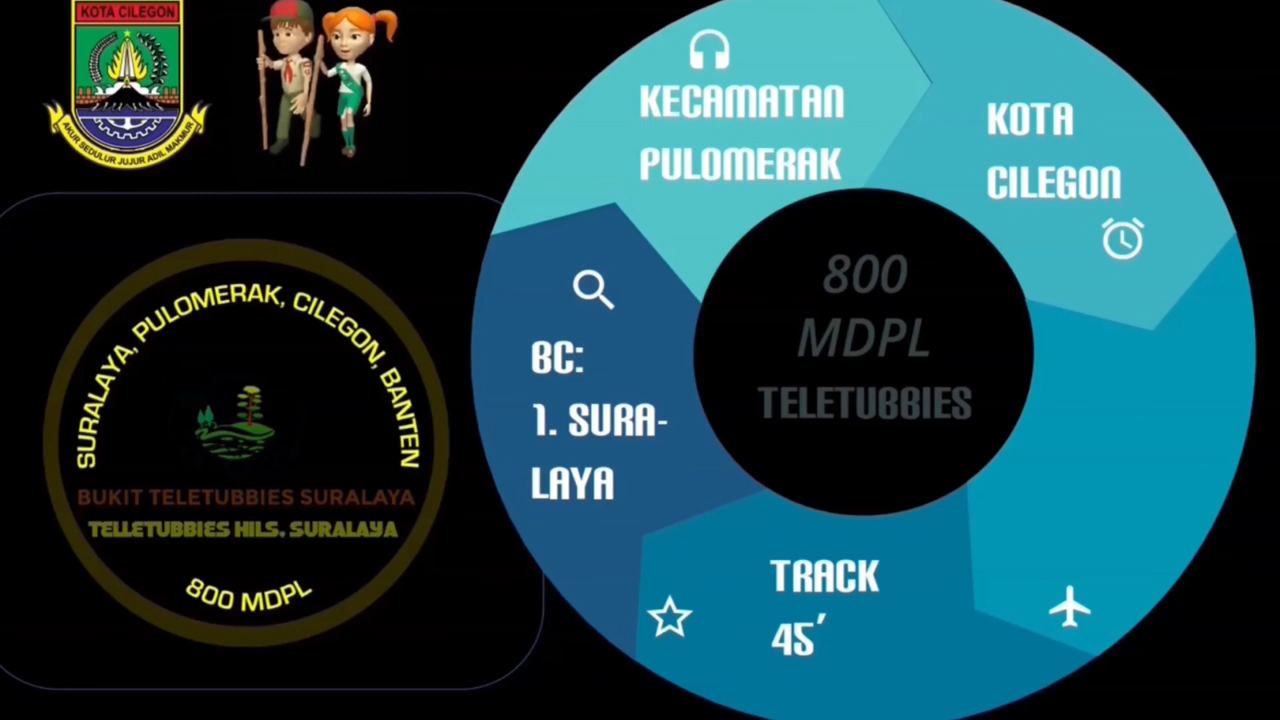 KOTA CILEGON
AKUR SEDULUR JUJUR ADIL MAKMUR
SURALAYA, PULOMERAK, CILEGON, BANTEN
BUKIT TELETUBBIES SURALAYA
TELLETUBBIES HILS, SURALAYA
800 MDPL
KECAMATAN
PULOMERAK
KOTA
CILEGON
800
MDPL
TELETUBBIES
BC:
1. SURA-
LAYA
TRACK
45′